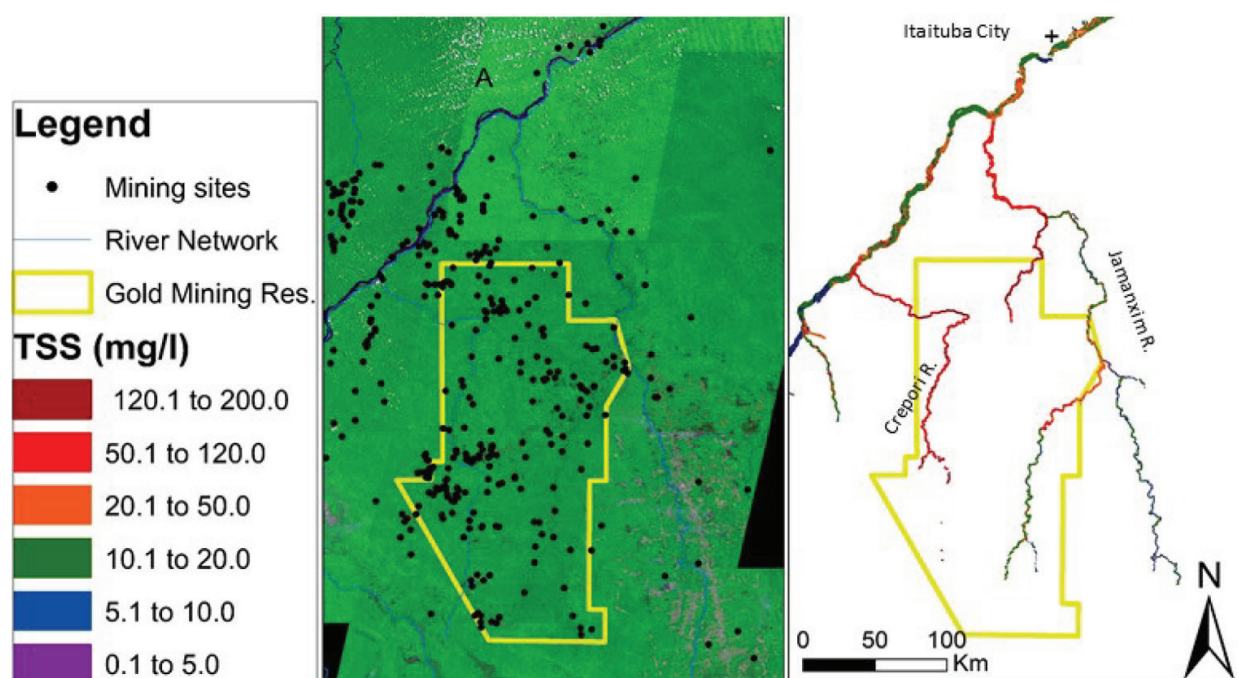 Legend
Mining sites
River Network
Gold Mining Res.
TSS (mg/l)
120.1 to 200.0
50.1 to 120.0
20.1 to 50.0
10.1 to 20.0
5.1 to 10.0
0.1 to 5.0
A
Itaituba City
+
Jamanxim R.
Crepori R.
N
0 50 100
Km